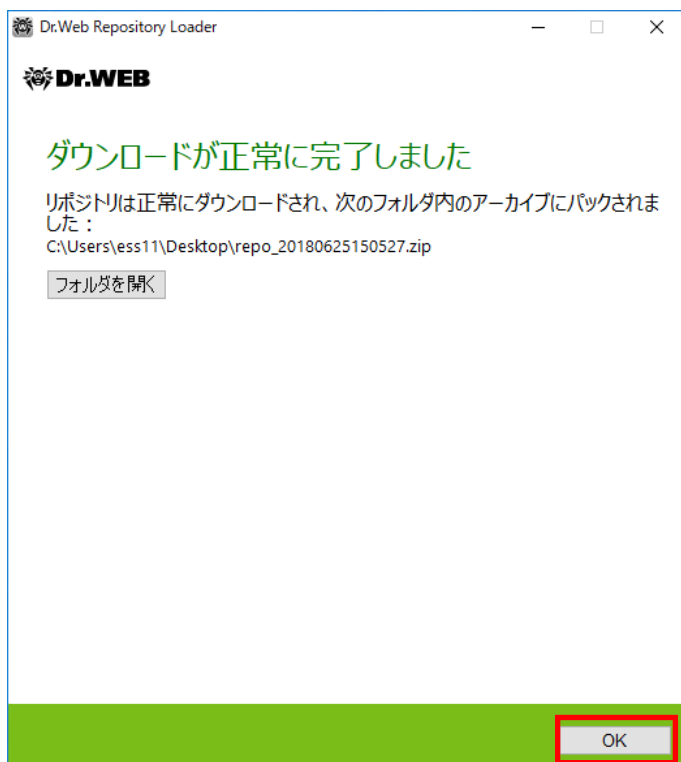 Dr.Web Repository Loader
Dr.WEB
ダウンロードが正常に完了しました
リポジトリは正常にダウンロードされ、次のフォルダ内のアーカイブにパックされま
した：
C:\Users\ess11\Desktop\repo_20180625150527.zip
フォルダを開く
OK